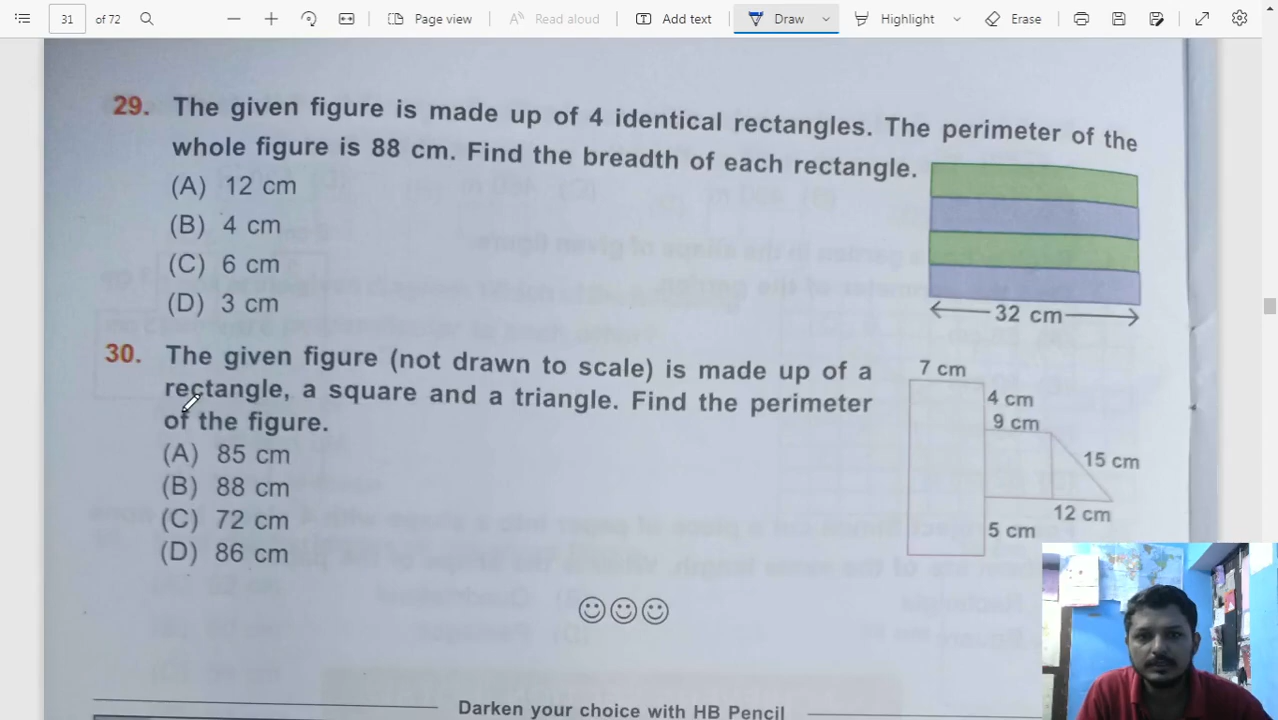 31 of 72 Page view Read aloud Add text Draw Highlight Erase
29. The given figure is made up of 4 identical rectangles. The perimeter of the
whole figure is 88 cm. Find the breadth of each rectangle.
(A) 12 cm
(B) 4 cm
(C) 6 cm
(D) 3 cm
32 cm
30. The given figure (not drawn to scale) is made up of a
rectangle, a square and a triangle. Find the perimeter
of the figure.
(A) 85 cm
(B) 88 cm
(C) 72 cm
(D) 86 cm
7 cm
4 cm
9 cm
15 cm
12 cm
5 cm
Darken your choice with HB Pencil